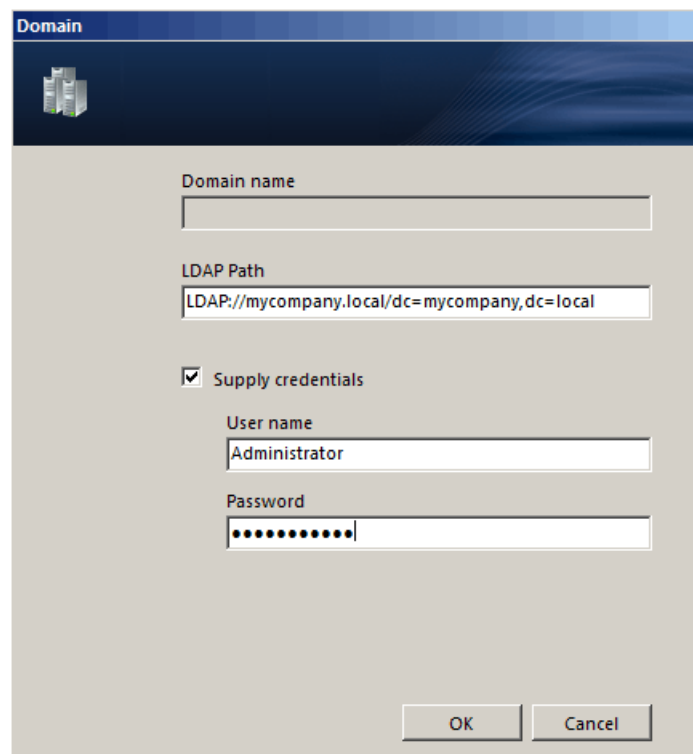 Domain
Domain name
LDAP Path
LDAP://mycompany.local/dc=mycompany,dc=local
Supply credentials
User name
Administrator
Password
●●●●●●●●●●●
OK Cancel